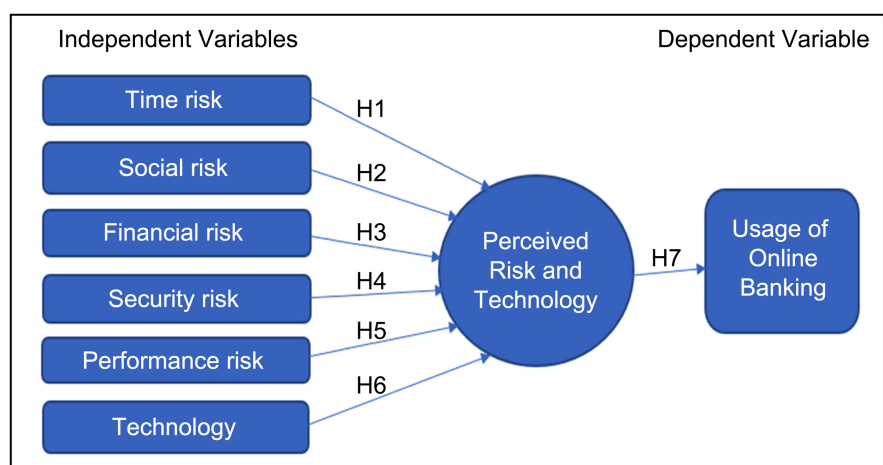 Independent Variables
Dependent Variable
Time risk
H1
Social risk
H2
Financial risk
H3
Security risk
H4
Performance risk
H5
Technology
H6
Perceived
Risk and
Technology
H7
Usage of
Online
Banking